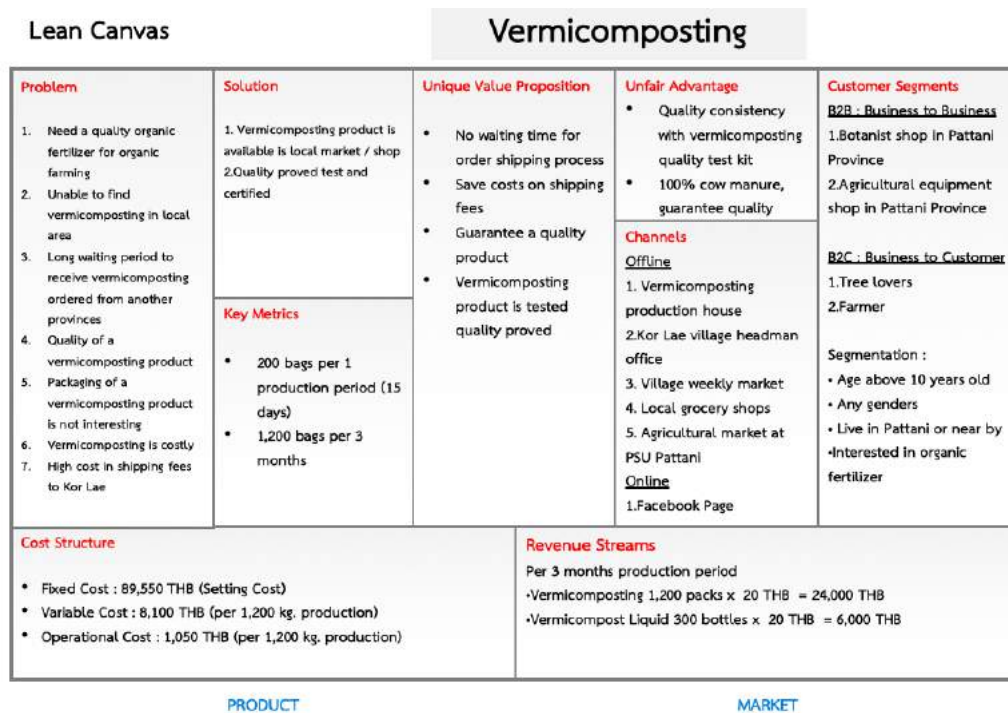 Lean Canvas
Vermicomposting
Problem
1. Need a quality organic
fertilizer for organic
farming
2. Unable to find
vermicomposting in local
area
3. Long waiting period to
receive vermicomposting
ordered from another
provinces
4. Quality of a
vermicomposting product
5. Packaging of a
vermicomposting product
is not interesting
6. Vermicomposting is costly
7. High cost in shipping fees
to Kor Lae
Solution
1. Vermicomposting product is
available is local market / shop
2.Quality proved test and
certified
Key Metrics
• 200 bags per 1
production period (15
days)
• 1,200 bags per 3
months
Unique Value Proposition
• No waiting time for
order shipping process
• Save costs on shipping
fees
• Guarantee a quality
product
• Vermicomposting
product is tested
quality proved
Unfair Advantage
• Quality consistency
with vermicomposting
quality test kit
• 100% cow manure,
guarantee quality
Channels
Offline
1. Vermicomposting
production house
2.Kor Lae village headman
office
3. Village weekly market
4. Local grocery shops
5. Agricultural market at
PSU Pattani
Online
1.Facebook Page
Customer Segments
B2B : Business to Business
1.Botanist shop in Pattani
Province
2.Agricultural equipment
shop in Pattani Province
B2C : Business to Customer
1.Tree lovers
2.Farmer
Segmentation :
• Age above 10 years old
• Any genders
• Live in Pattani or near by
•Interested in organic
fertilizer
Cost Structure
• Fixed Cost : 89,550 THB (Setting Cost)
• Variable Cost : 8,100 THB (per 1,200 kg. production)
• Operational Cost : 1,050 THB (per 1,200 kg. production)
Revenue Streams
Per 3 months production period
•Vermicomposting 1,200 packs x 20 THB = 24,000 THB
•Vermicompost Liquid 300 bottles x 20 THB = 6,000 THB
PRODUCT
MARKET